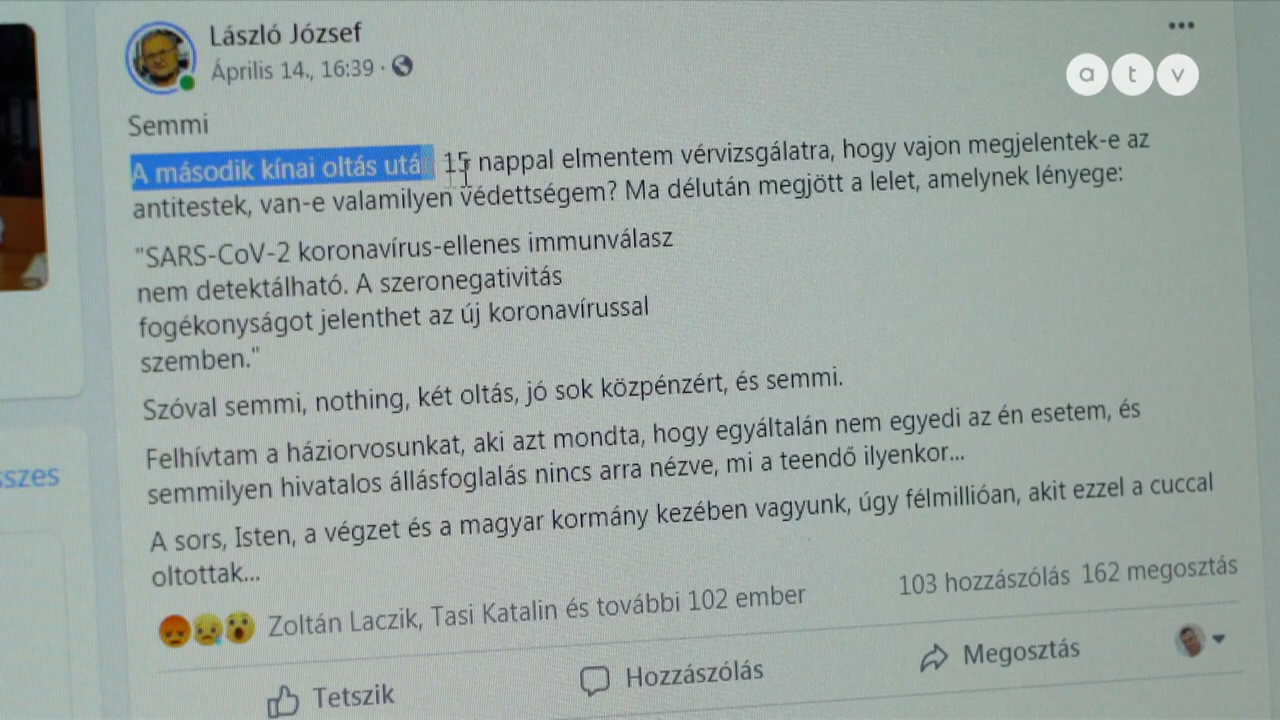 László József
Április 14., 16:39 ·
a t v
Semmi
A második kínai oltás után 15 nappal elmentem vérvizsgálatra, hogy vajon megjelentek-e az
antitestek, van-e valamilyen védettségem? Ma délután megjött a lelet, amelynek lényege:
"SARS-CoV-2 koronavírus-ellenes immunválasz
nem detektálható. A szeronegativitás
fogékonyságot jelenthet az új koronavírussal
szemben."
Szóval semmi, nothing, két oltás, jó sok közpénzért, és semmi.
Felhívtam a háziorvosunkat, aki azt mondta, hogy egyáltalán nem egyedi az én esetem, és
semmilyen hivatalos állásfoglalás nincs arra nézve, mi a teendő ilyenkor...
A sors, Isten, a végzet és a magyar kormány kezében vagyunk, úgy félmillióan, akit ezzel a cuccal
oltottak...
Zoltán Laczik, Tasi Katalin és további 102 ember
103 hozzászólás 162 megosztás
Tetszik
Hozzászólás
Megosztás